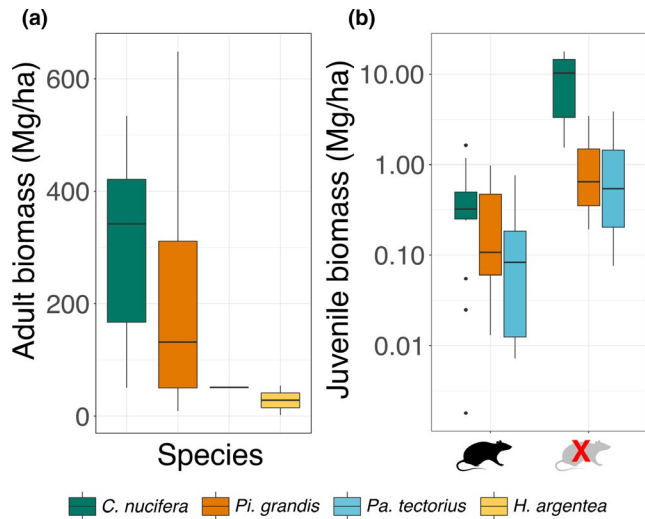 (a)
Adult biomass (Mg/ha)
600
400
200
0
Species
(b)
Juvenile biomass (Mg/ha)
10.00
1.00
0.10
0.01
X
C. nucifera Pi. grandis Pa. tectorius H. argentea